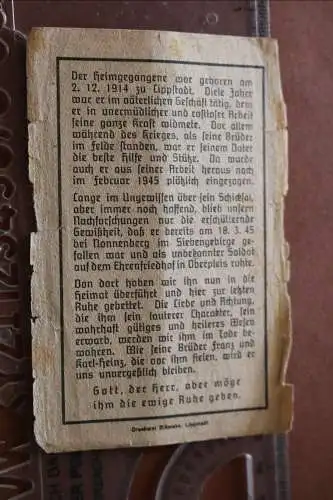 Der Heimgegangene war geboren am
2. 12. 1914 zu Lippstadt. Viele Jahre
war er im väterlichen Geschäft tätig, dem
er in unermüdlicher und rastloser Arbeit
seine ganze Kraft widmete. Vor allem
während des Krieges, als seine Brüder
im Felde standen, war er seinem Vater
die beste Hilfe und Stütze. Da wurde
auch er aus seiner Arbeit heraus noch
im Februar 1945 plötzlich eingezogen.
Lange im Ungewissen über sein Schicksal,
aber immer noch hoffend, blieb unsern
Nachforschungen nur die erschütternde
Gewißheit, daß er bereits am 18. 3. 45
bei Nonnenberg im Siebengebirge ge-
fallen war und als unbekannter Soldat
auf dem Ehrenfriedhof in Oberpleis ruhte.
Von dort haben wir ihn nun in die
Heimat überführt und hier zur letzten
Ruhe gebettet. Die Liebe und Achtung,
die ihm sein lauterer Charakter, sein
wahrhaft gütiges und heiteres Wesen
erwarb, werden wir ihm im Tode be-
wahren. Wie seine Brüder Franz und
Karl-Heinz, die vor ihm fielen, wird er
uns unvergeßlich bleiben.
Gott, der Herr, aber möge
ihm die ewige Ruhe geben.
Druckerei Lippstadt